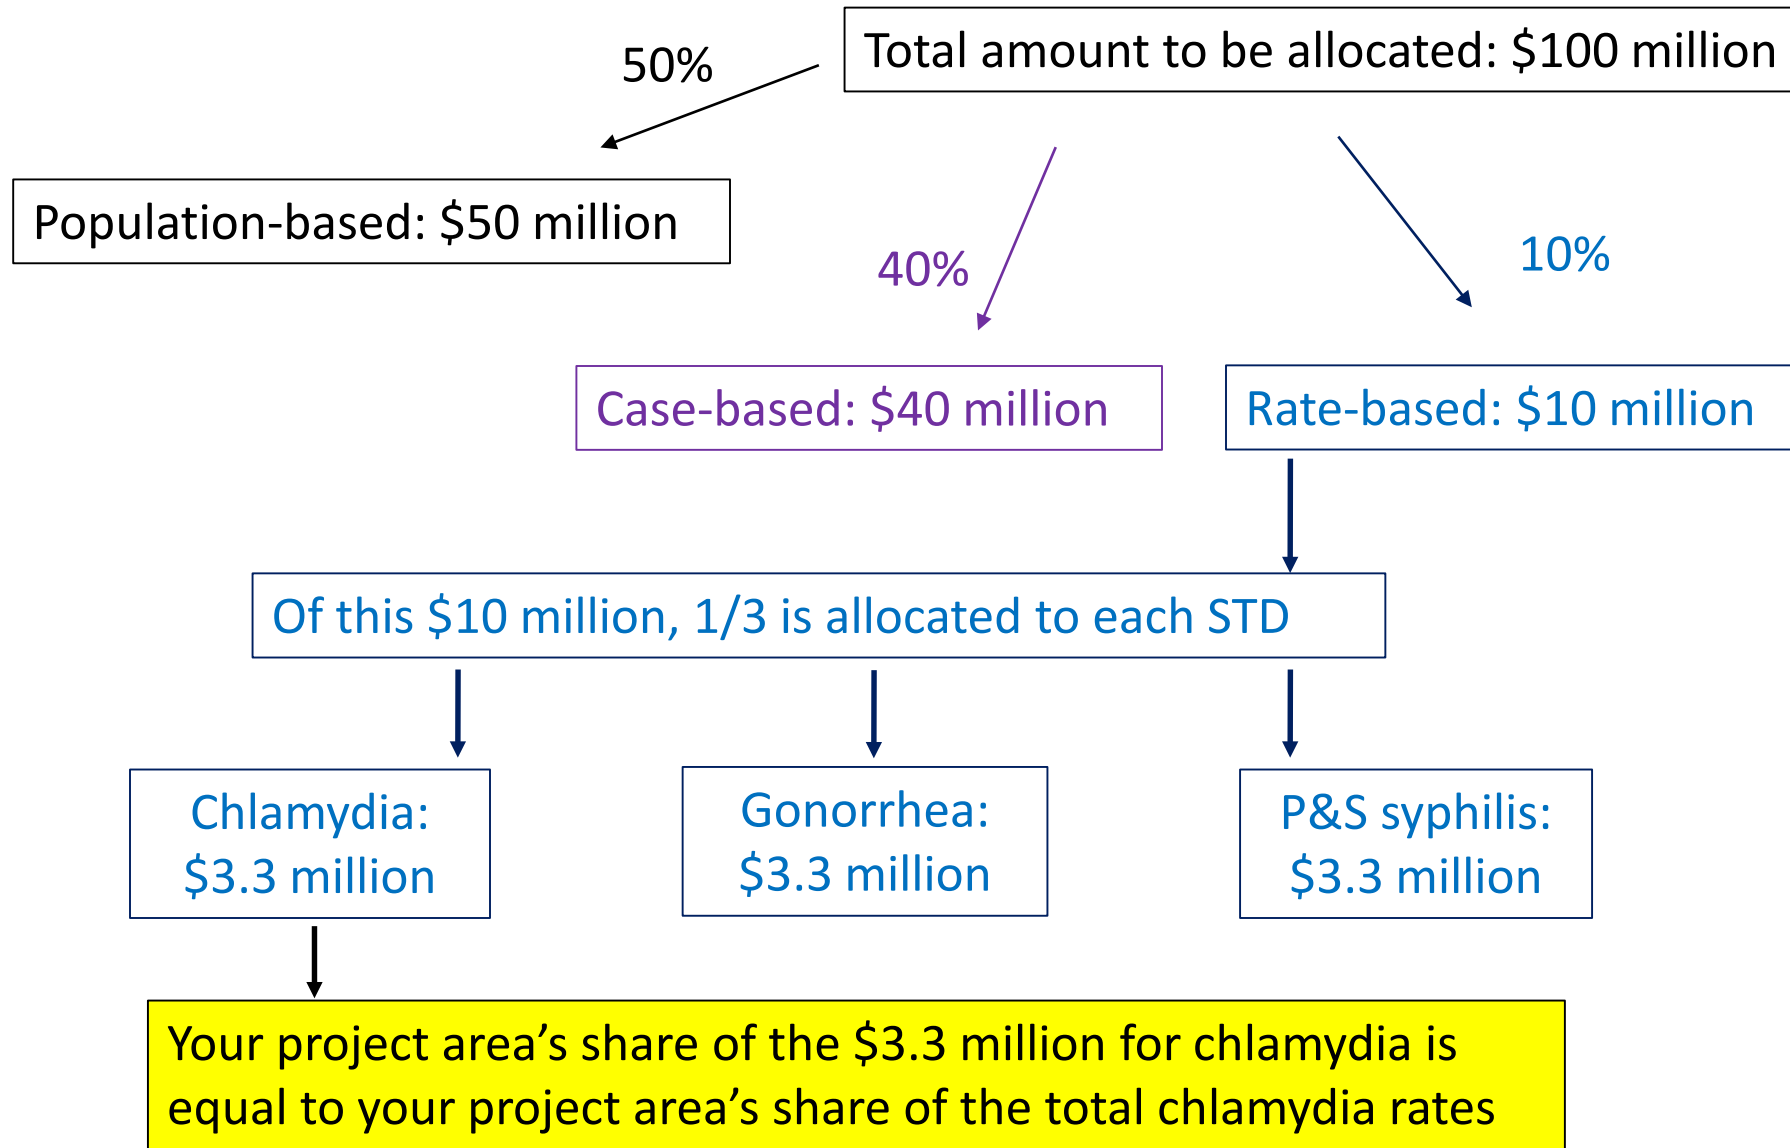 Total amount to be allocated: $100 million
50%
Population-based: $50 million
40%
10%
Case-based: $40 million
Rate-based: $10 million
Of this $10 million, 1/3 is allocated to each STD
Chlamydia:
$3.3 million
Gonorrhea:
$3.3 million
P&S syphilis:
$3.3 million
Your project area’s share of the $3.3 million for chlamydia is
equal to your project area’s share of the total chlamydia rates